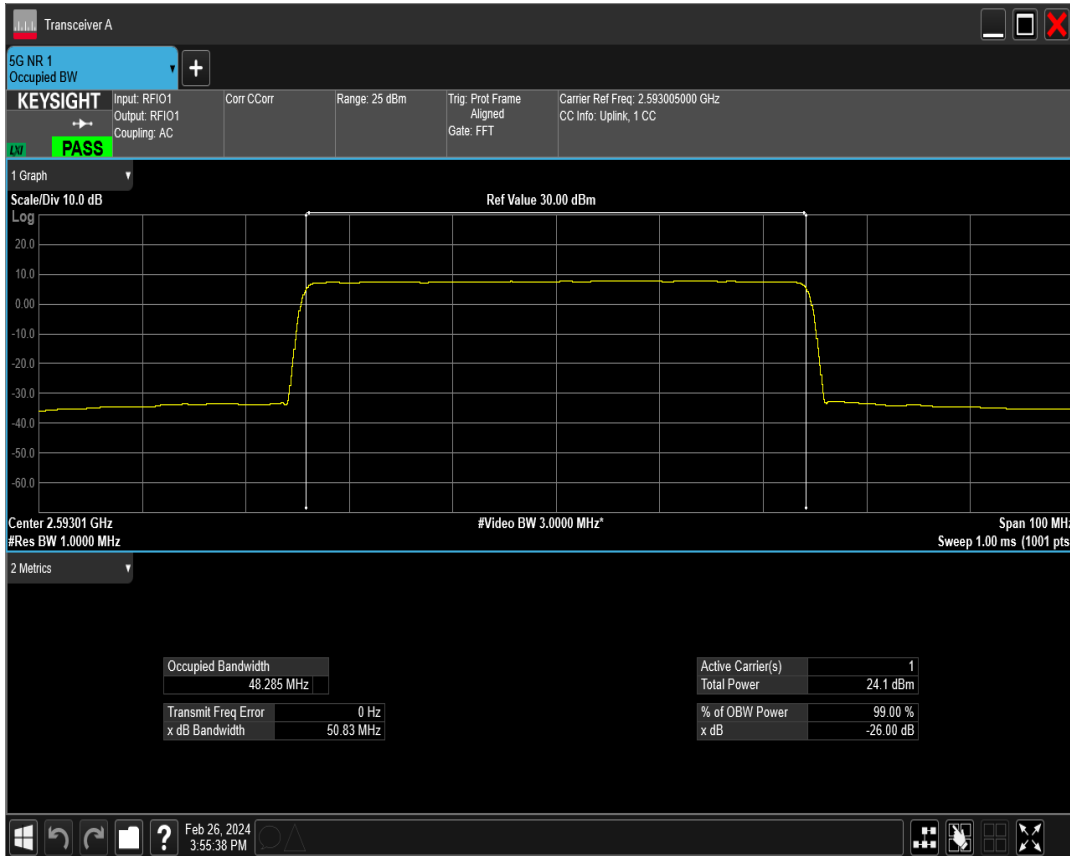 Transceiver A
5G NR 1
Occupied BW
KEYSIGHT
LXI
PASS
Input: RFIO1
Output: RFIO1
Coupling: AC
Corr CCorr
Range: 25 dBm
Trig: Prot Frame
Aligned
Gate: FFT
Carrier Ref Freq: 2.593005000 GHz
CC Info: Uplink, 1 CC
1 Graph
Scale/Div 10.0 dB
Ref Value 30.00 dBm
Log
20.0
10.0
0.00
-10.0
-20.0
-30.0
-40.0
-50.0
-60.0
Center 2.59301 GHz
#Video BW 3.0000 MHz*
Span 100 MHz
#Res BW 1.0000 MHz
Sweep 1.00 ms (1001 pts
2 Metrics
Occupied Bandwidth
48.285 MHz
Transmit Freq Error 0 Hz
x dB Bandwidth 50.83 MHz
Active Carrier(s) 1
Total Power 24.1 dBm
% of OBW Power 99.00 %
x dB -26.00 dB
?
Feb 26, 2024
3:55:38 PM